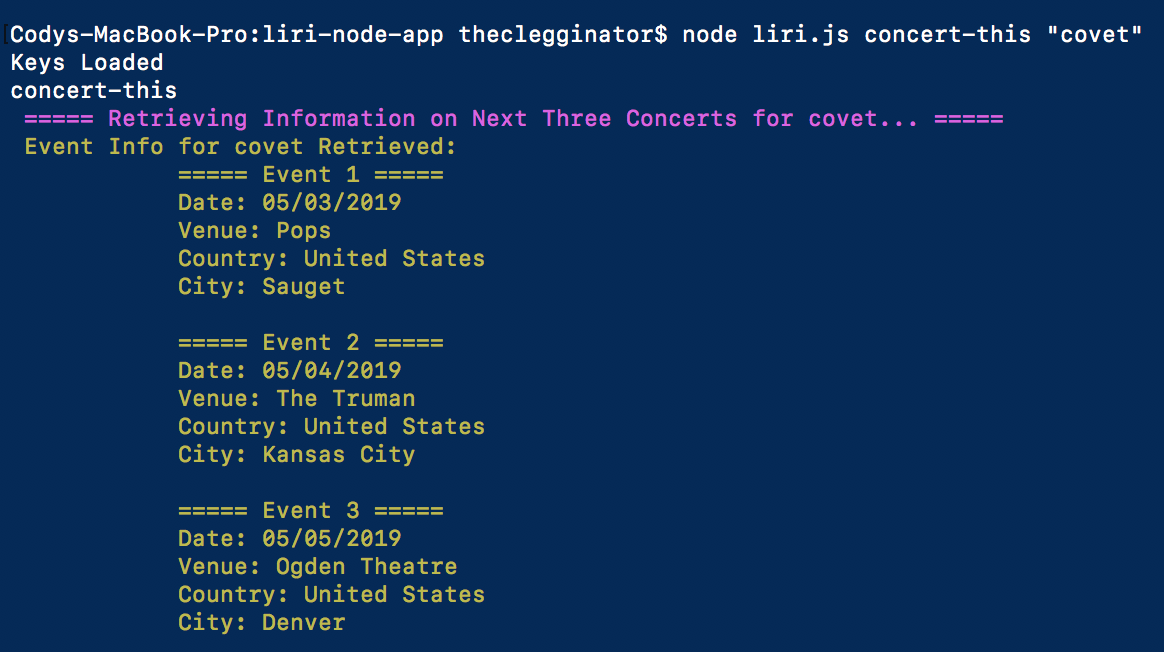 Codys-MacBook-Pro:liri-node-app theclegginator$ node liri.js concert-this "covet"
Keys Loaded
concert-this
===== Retrieving Information on Next Three Concerts for covet... =====
Event Info for covet Retrieved:
===== Event 1 =====
Date: 05/03/2019
Venue: Pops
Country: United States
City: Sauget
===== Event 2 =====
Date: 05/04/2019
Venue: The Truman
Country: United States
City: Kansas City
===== Event 3 =====
Date: 05/05/2019
Venue: Ogden Theatre
Country: United States
City: Denver